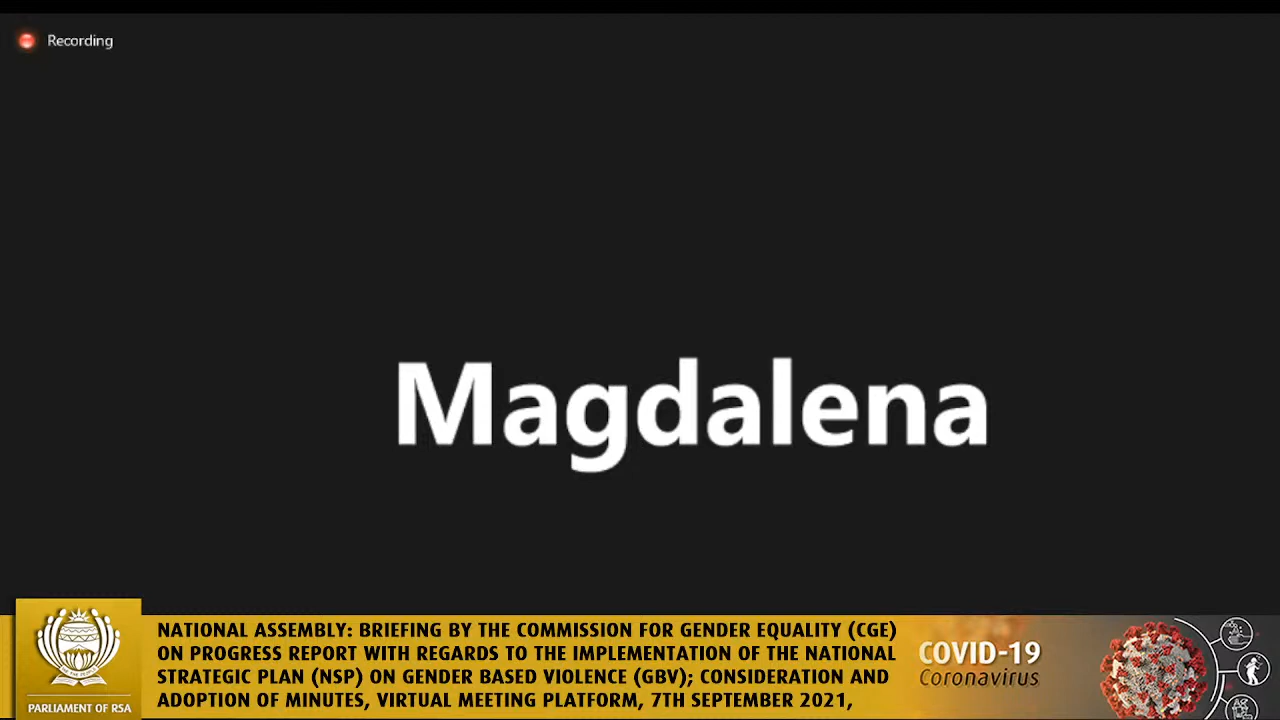 Recording
Magdalena
NATIONAL ASSEMBLY: BRIEFING BY THE COMMISSION FOR GENDER EQUALITY (CGE)
ON PROGRESS REPORT WITH REGARDS TO THE IMPLEMENTATION OF THE NATIONAL
STRATEGIC PLAN (NSP) ON GENDER BASED VIOLENCE (GBV); CONSIDERATION AND
ADOPTION OF MINUTES, VIRTUAL MEETING PLATFORM, 7TH SEPTEMBER 2021,
PARLIAMENT OF RSA
COVID-19
Coronavirus